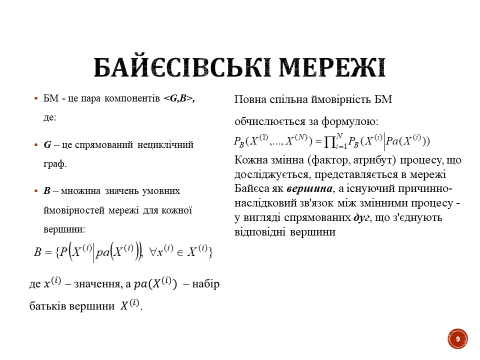 БАЙЄСІВСЬКІ МЕРЕЖІ
БМ - це пара компонентів <G,B>,
де:
G – це спрямований нециклічний
граф.
B – множина значень умовних
ймовірностей мережі для кожної
вершини:
B = {P(X^(i)|pa(X^(i))), ∀x^(i) ∈ X^(i)}
де x^(i) – значення, а pa(X^(i)) – набір
батьків вершини X^(i).
Повна спільна ймовірність БМ
обчислюється за формулою:
P_B(X^(1),...,X^(N)) = ∏_{i=1}^{N} P_B(X^(i)|Pa(X^(i)))
Кожна змінна (фактор, атрибут) процесу, що
досліджується, представляється в мережі
Байєса як вершина, а існуючий причинно-
наслідковий зв'язок між змінними процесу -
у вигляді спрямованих дуг, що з'єднують
відповідні вершини
9